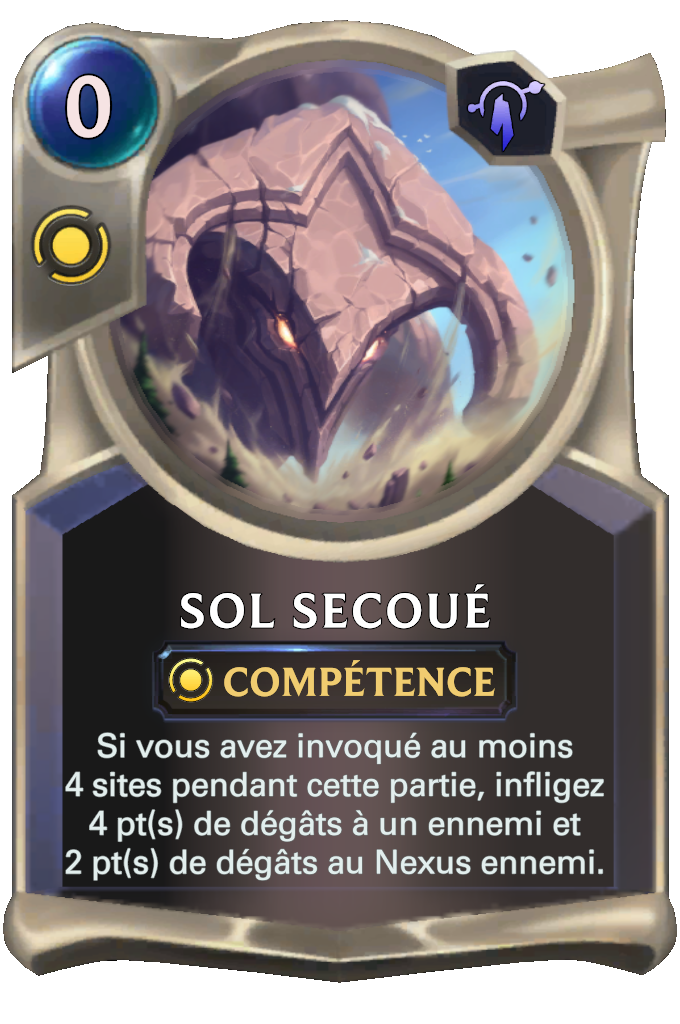 0
SOL SECOUÉ
COMPÉTENCE
Si vous avez invoqué au moins
4 sites pendant cette partie, infligez
4 pt(s) de dégâts à un ennemi et
2 pt(s) de dégâts au Nexus ennemi.